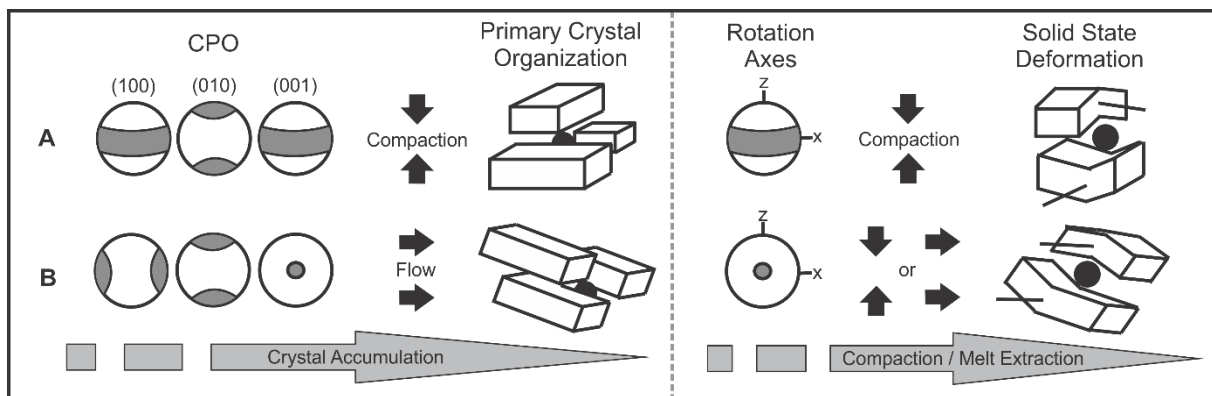 CPO
Primary Crystal
Organization
(100) (010) (001)
A
Compaction
B
Flow
Crystal Accumulation
Rotation
Axes
Solid State
Deformation
z
x
Compaction
z
x
or
Compaction / Melt Extraction